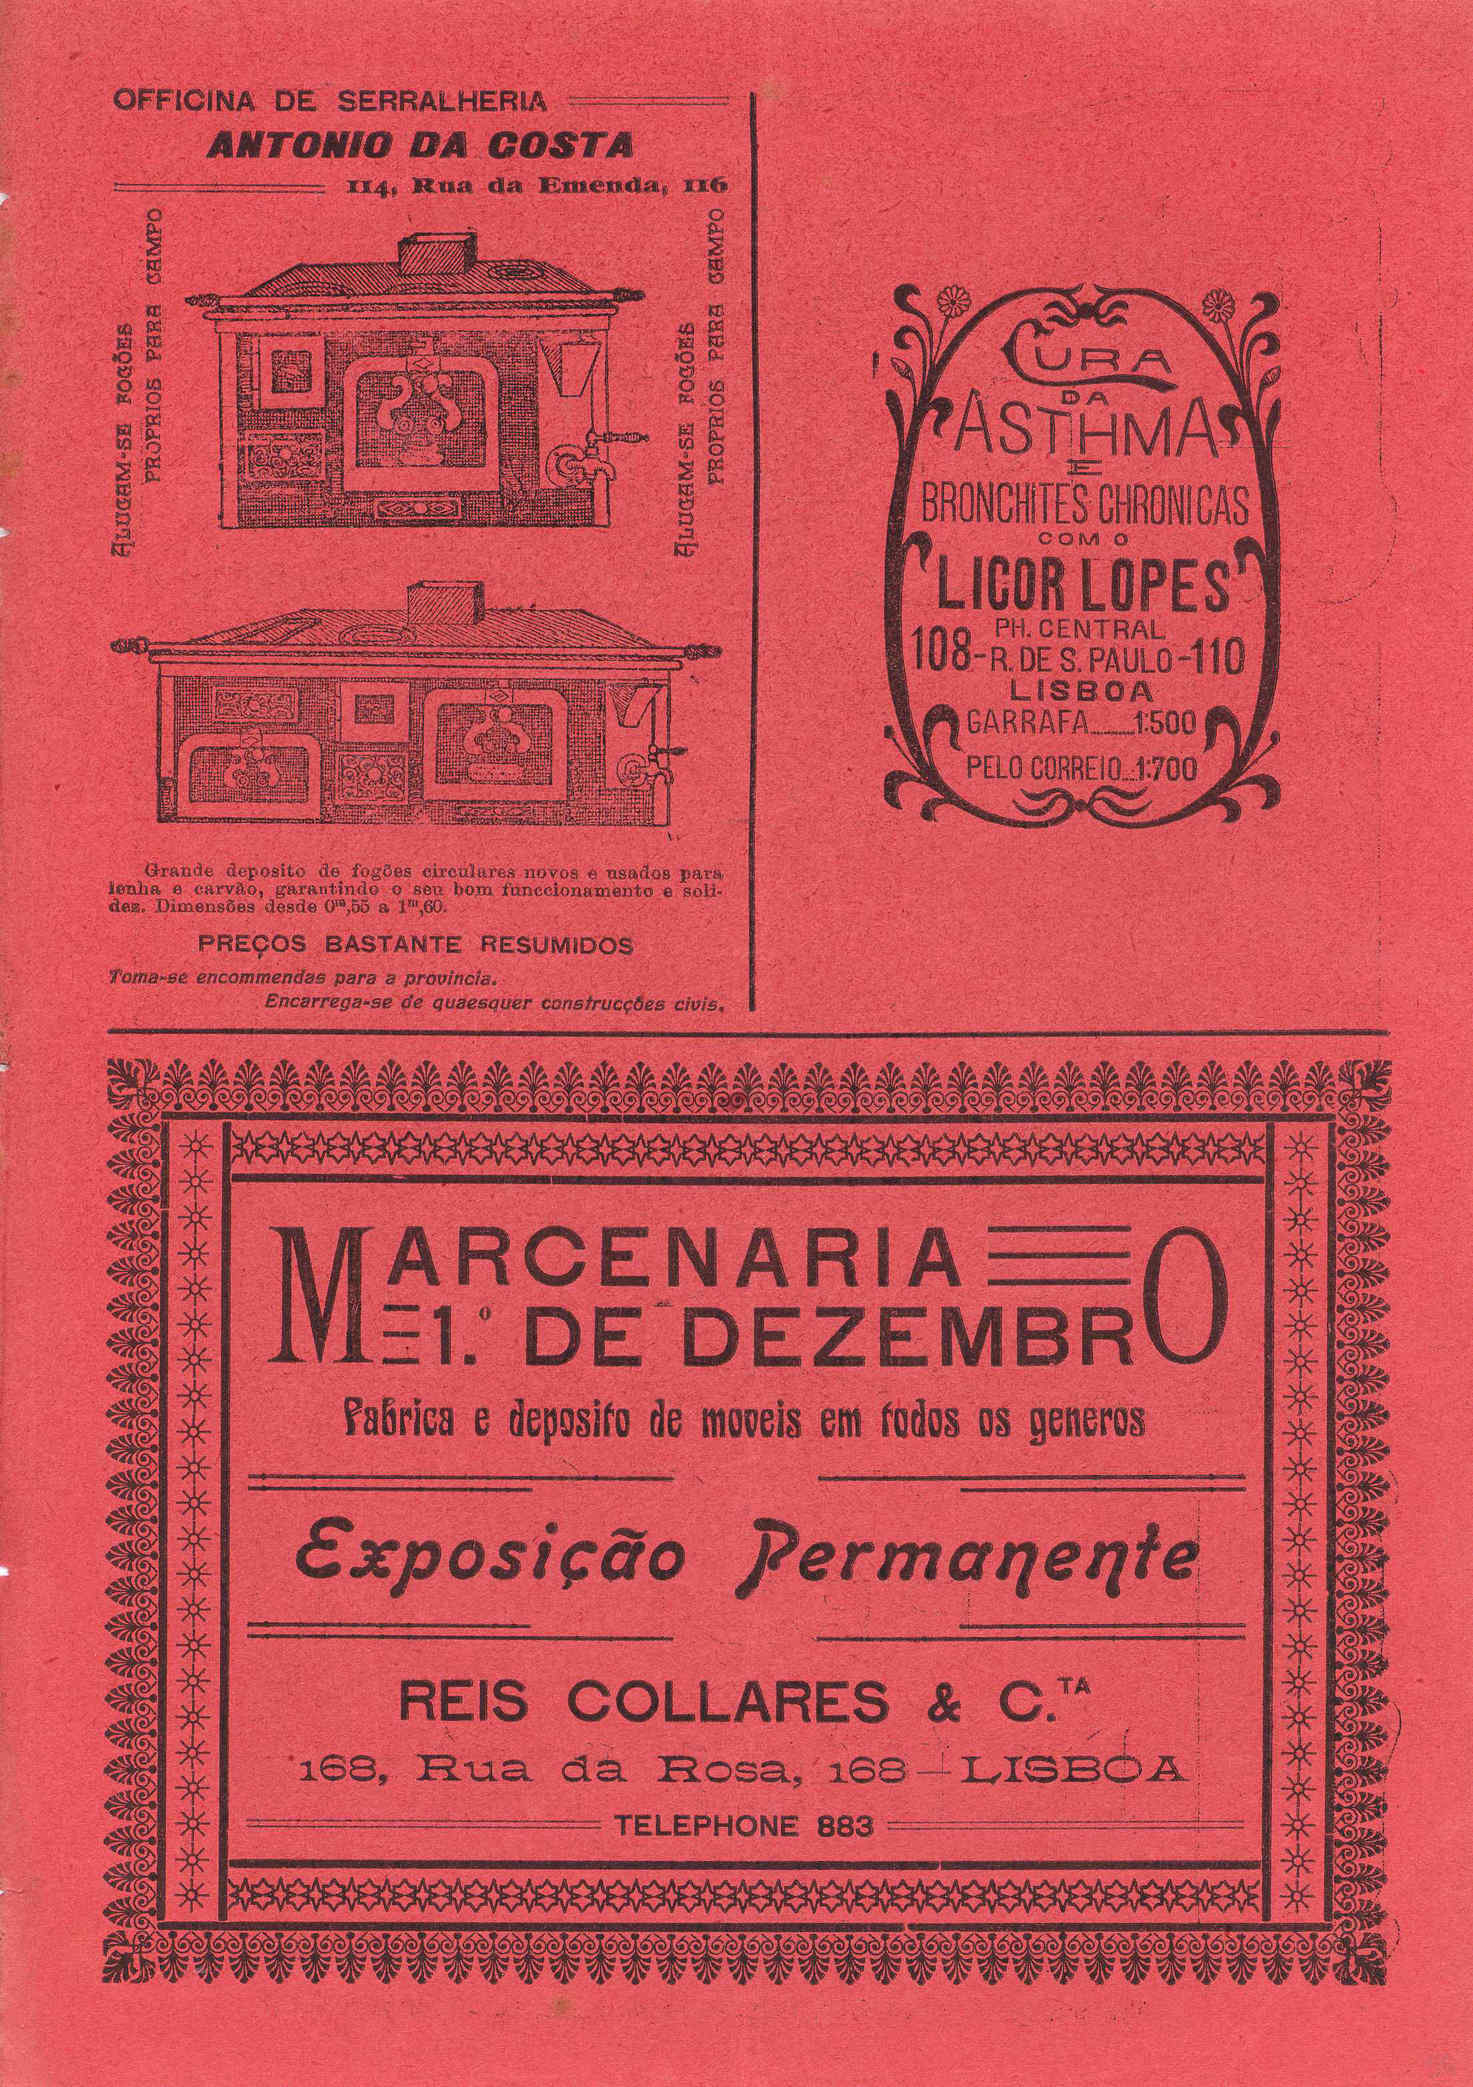 OFFICINA DE SERRALHERIA
ANTONIO DA COSTA
114, Rua da Emenda, 116
ALUGAM-SE FOGÕES
PROPRIOS PARA CAMPO
ALUGAM-SE FOGÕES
PROPRIOS PARA CAMPO
Grande deposito de fogões circulares novos e usados para
lenha e carvão, garantindo o seu bom funccionamento e soli-
dez. Dimensões desde 0ᵐ,55 a 1ᵐ,60.
PREÇOS BASTANTE RESUMIDOS
Toma-se encommendas para a provincia.
Encarrega-se de quaesquer construcções civis.
CURA
DA
ASTHMA
E
BRONCHITES CHRONICAS
COM O
"LICOR LOPES"
PH. CENTRAL
108-R. DE S. PAULO-110
LISBOA
GARRAFA......1:500
PELO CORREIO...1:700
MARCENARIA
1.º DE DEZEMBRO
Fabrica e deposito de moveis em todos os generos
Exposição Permanente
REIS COLLARES & C.TA
168, Rua da Rosa, 168—LISBOA
TELEPHONE 883